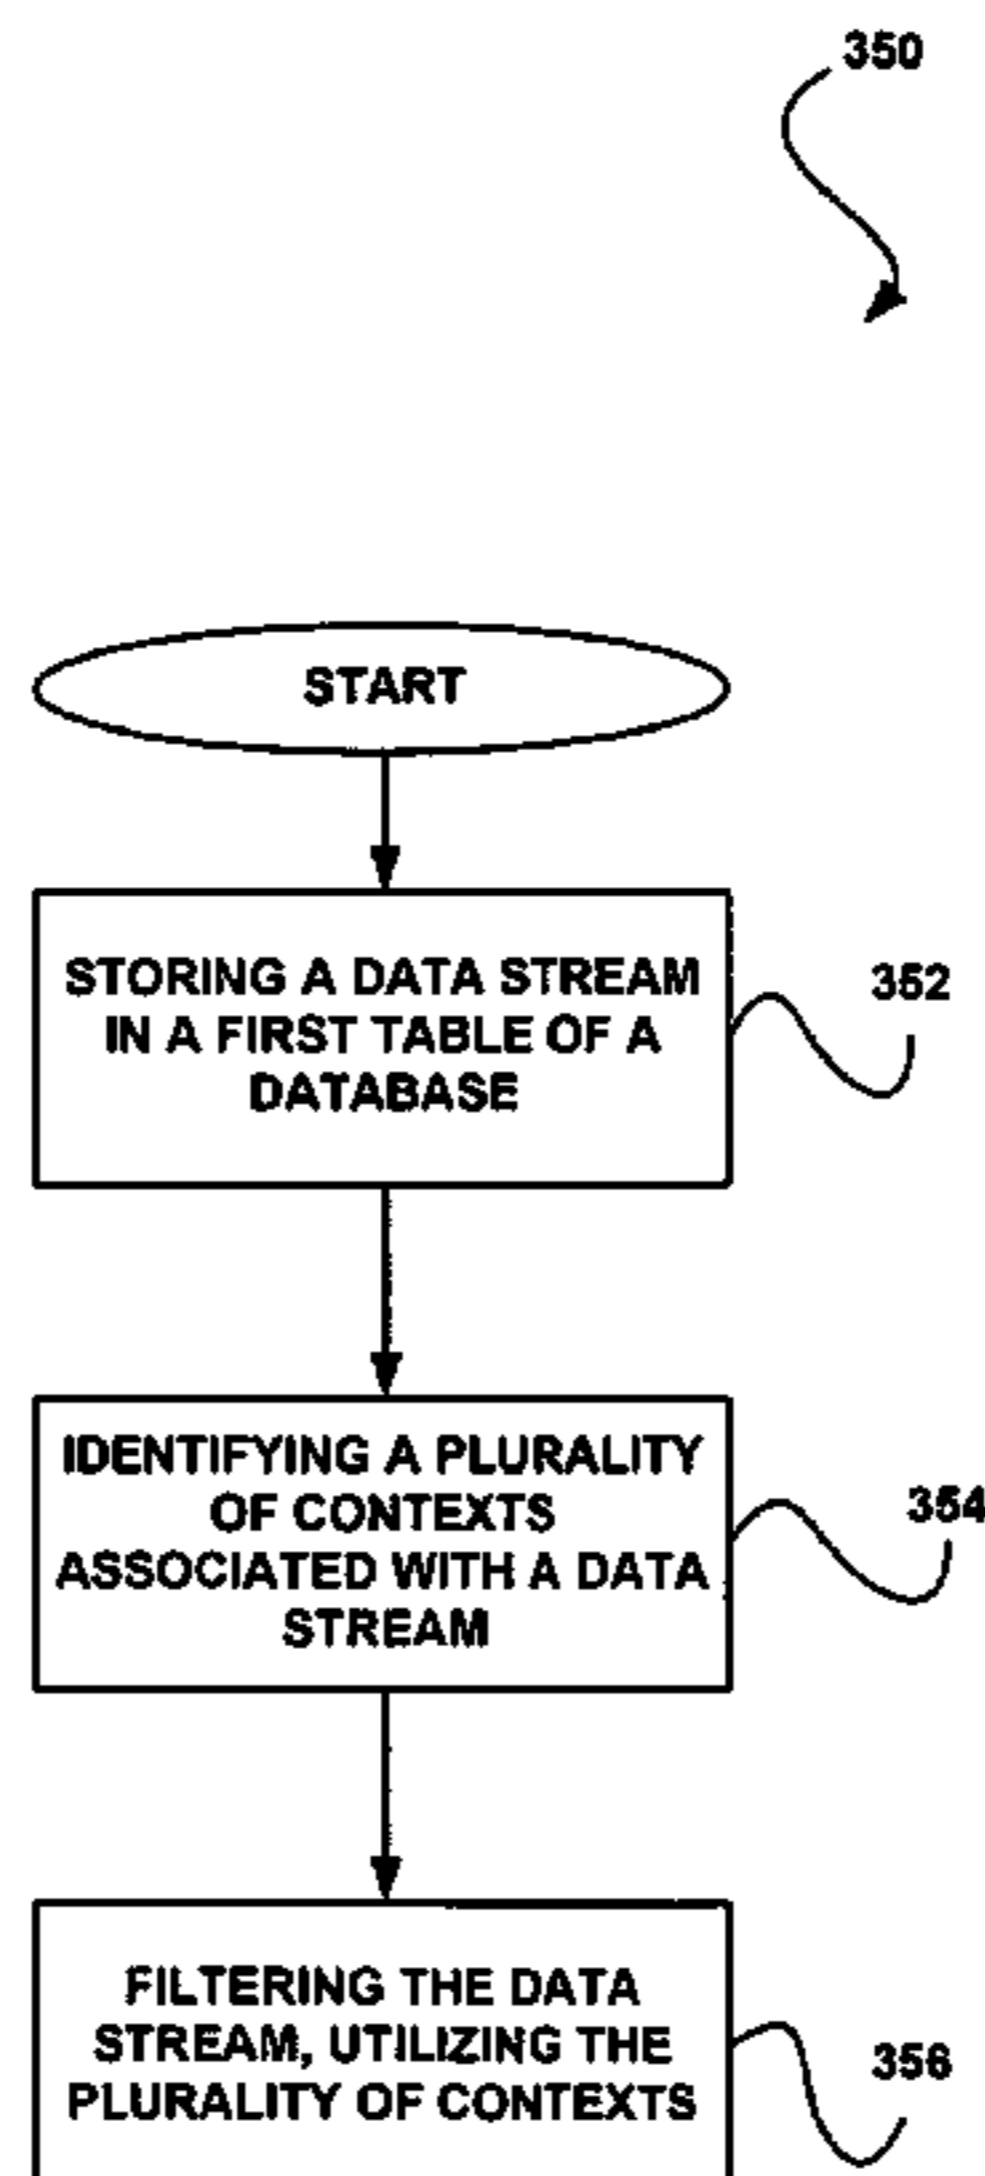 350
START
STORING A DATA STREAM
IN A FIRST TABLE OF A
DATABASE
352
IDENTIFYING A PLURALITY
OF CONTEXTS
ASSOCIATED WITH A DATA
STREAM
354
FILTERING THE DATA
STREAM, UTILIZING THE
PLURALITY OF CONTEXTS
356